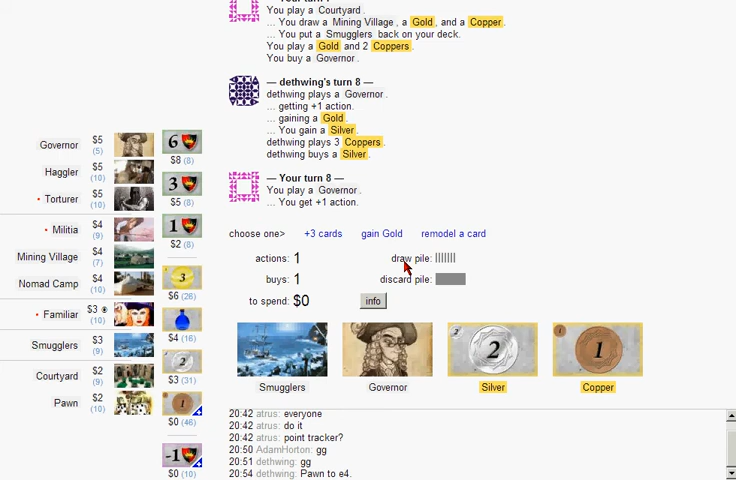 — Your turn 7 —
You play a Courtyard.
... You draw a Mining Village, a Gold, and a Copper.
... You put a Smugglers back on your deck.
You play a Gold and 2 Coppers.
You buy a Governor.
— dethwing's turn 8 —
dethwing plays a Governor.
... getting +1 action.
... gaining a Gold.
... You gain a Silver.
dethwing plays 3 Coppers.
dethwing buys a Silver.
— Your turn 8 —
You play a Governor.
... You get +1 action.
choose one> +3 cards gain Gold remodel a card
actions: 1 draw pile:
buys: 1 discard pile:
to spend: $0 info
Smugglers Governor Silver Copper
2 2 1 1
20:42 atrus: everyone
20:42 atrus: do it
20:42 atrus: point tracker?
20:50 AdamHorton: gg
20:51 dethwing: gg
20:54 dethwing: Pawn to e4.
Governor $5 (5)
Haggler $5 (10)
Torturer $5 (10)
Militia $4 (9)
Mining Village $4 (7)
Nomad Camp $4 (10)
Familiar $3 (10)
Smugglers $3 (9)
Courtyard $2 (9)
Pawn $2 (10)
6 $8 (8)
3 $5 (8)
1 $2 (8)
3 $6 (26)
$4 (16)
2 $3 (31)
1 $0 (46)
-1 $0 (10)